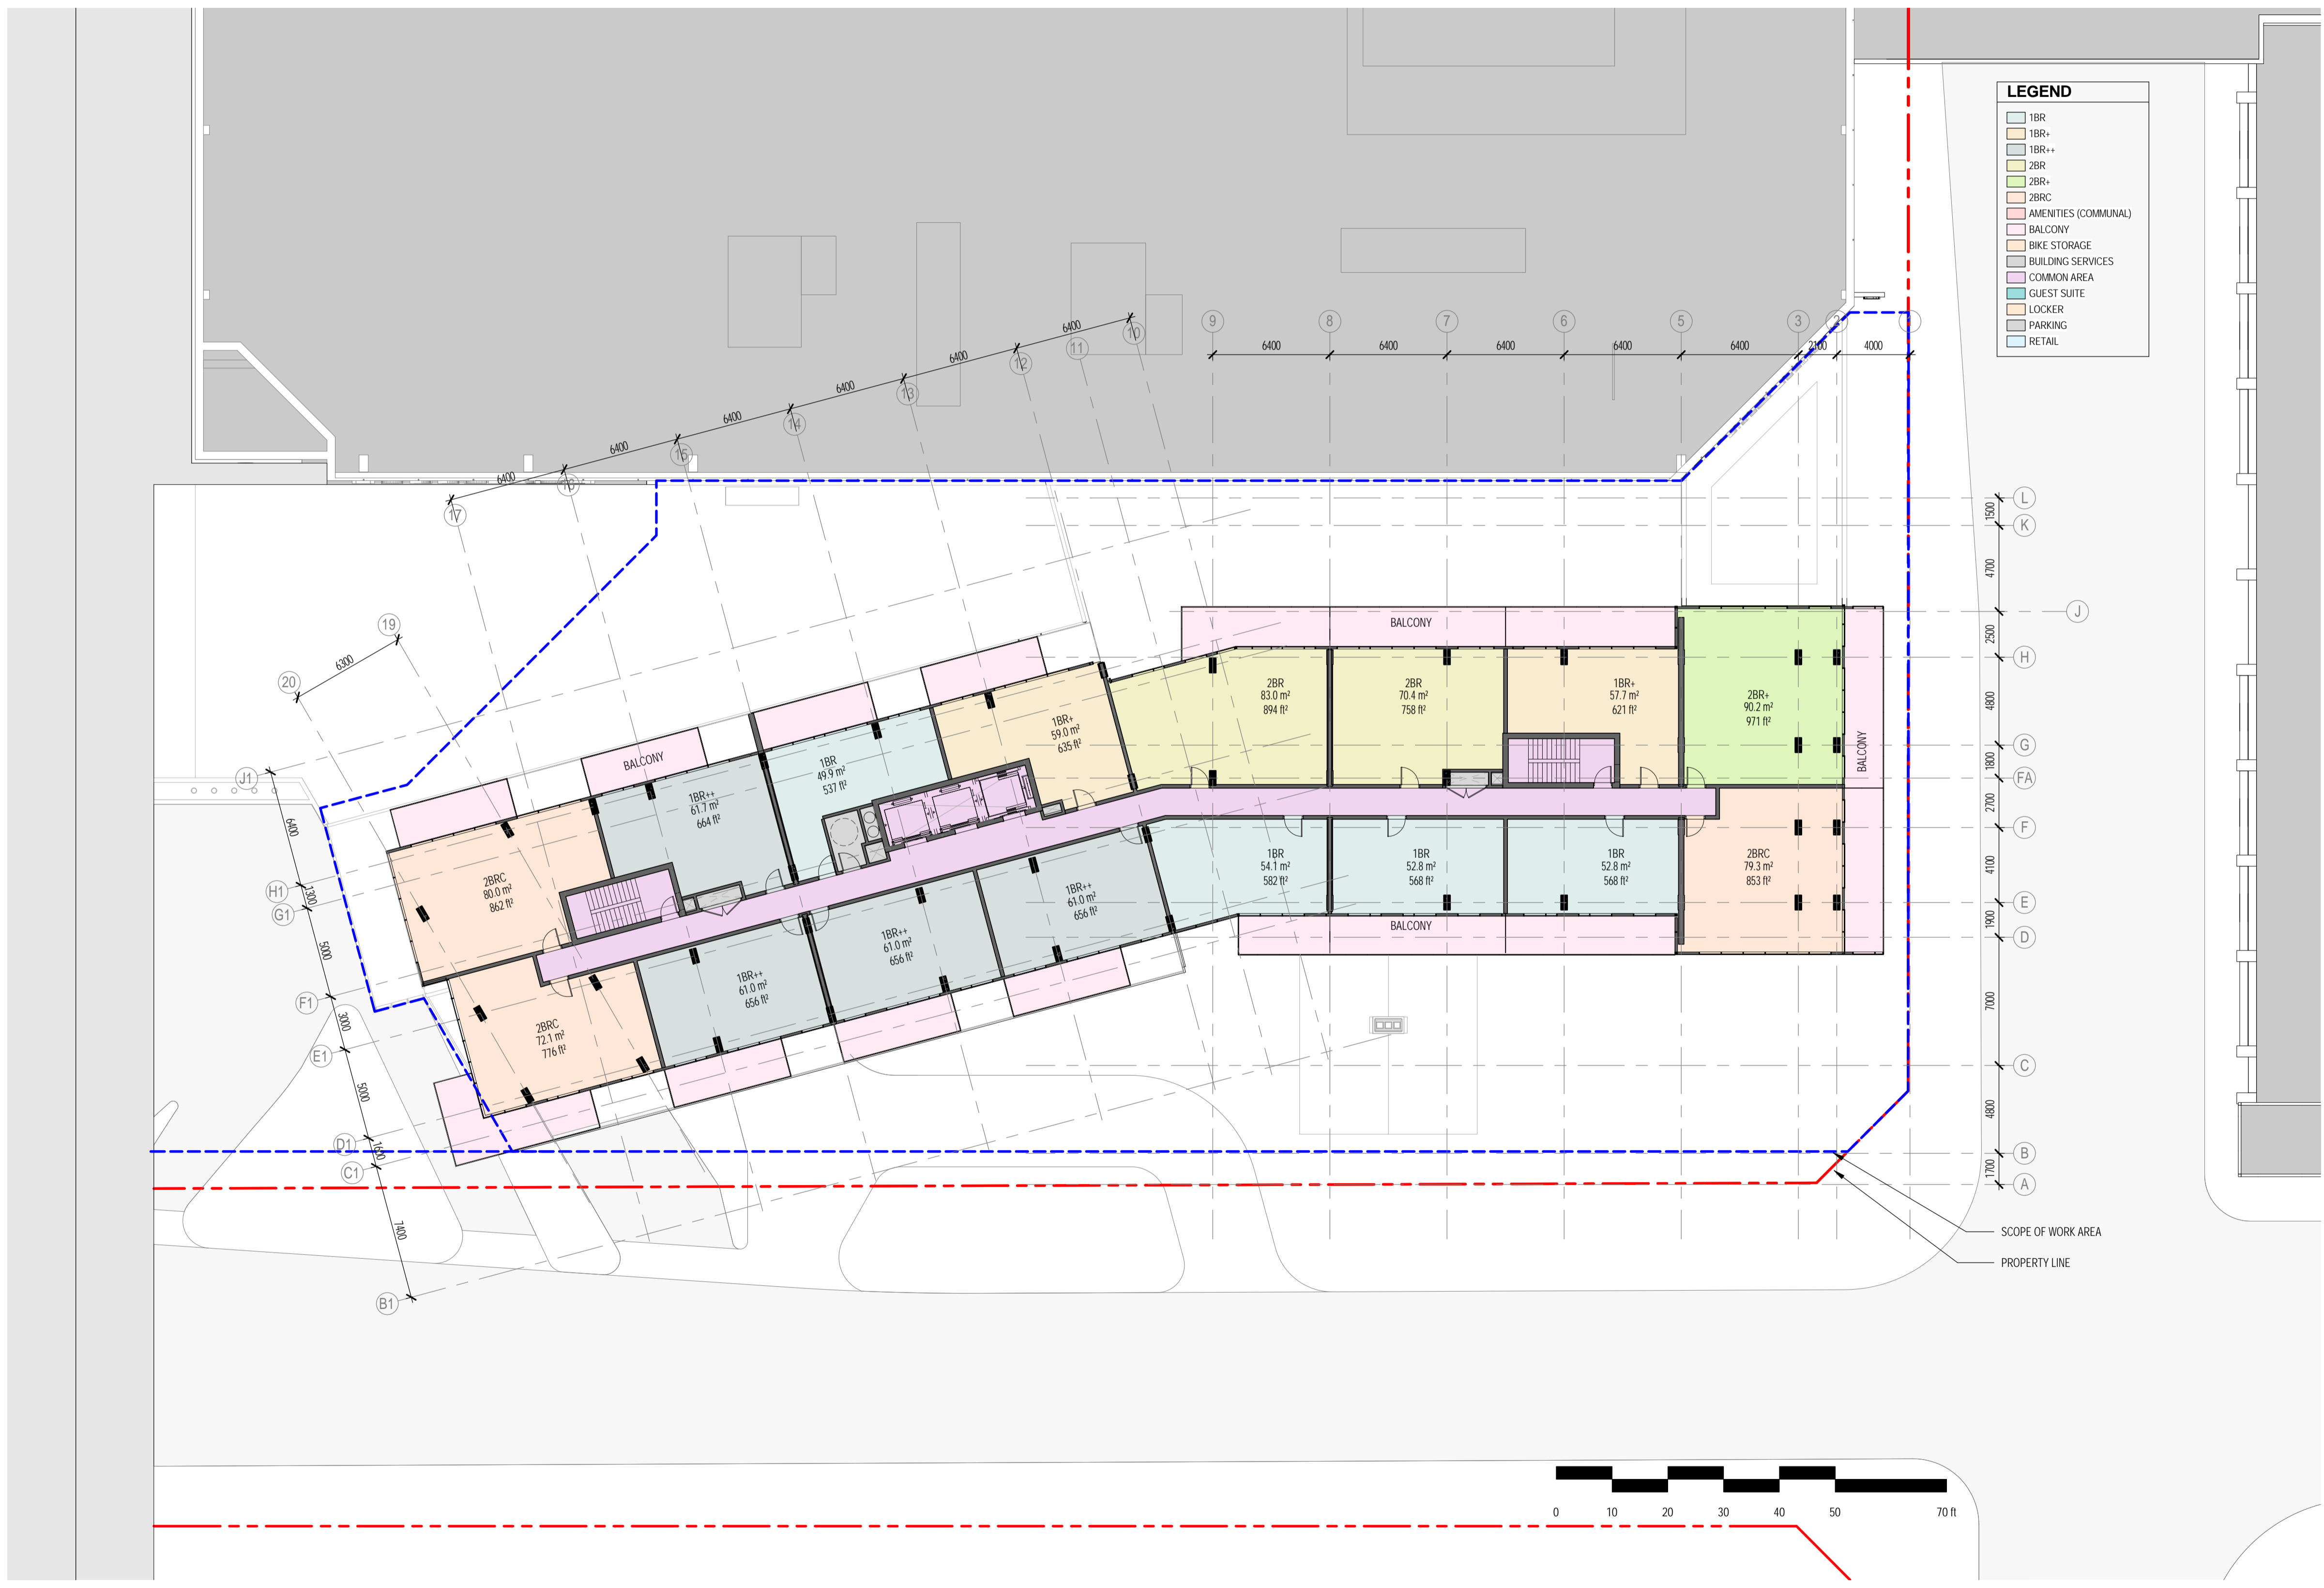 LEGEND
1BR
1BR+
1BR++
2BR
2BR+
2BRC
AMENITIES (COMMUNAL)
BALCONY
BIKE STORAGE
BUILDING SERVICES
COMMON AREA
GUEST SUITE
LOCKER
PARKING
RETAIL
9
8
7
6
5
3
2
6400
6400
6400
6400
6400
2100
4000
10
11
12
13
14
15
16
17
6400
6400
6400
6400
6400
6400
19
20
6300
L
K
J
H
G
FA
F
E
D
C
B
A
1500
4700
2500
4800
1800
2700
4100
1900
7000
4800
1700
J1
H1
G1
F1
E1
D1
C1
B1
6400
1300
5000
3000
5000
1600
7400
BALCONY
2BR
83.0 m²
894 ft²
2BR
70.4 m²
758 ft²
1BR+
57.7 m²
621 ft²
2BR+
90.2 m²
971 ft²
BALCONY
1BR+
59.0 m²
635 ft²
1BR
49.9 m²
537 ft²
BALCONY
1BR++
61.7 m²
664 ft²
2BRC
80.0 m²
862 ft²
1BR
54.1 m²
582 ft²
1BR
52.8 m²
568 ft²
1BR
52.8 m²
568 ft²
2BRC
79.3 m²
853 ft²
BALCONY
1BR++
61.0 m²
656 ft²
1BR++
61.0 m²
656 ft²
1BR++
61.0 m²
656 ft²
2BRC
72.1 m²
776 ft²
SCOPE OF WORK AREA
PROPERTY LINE
0 10 20 30 40 50 70 ft